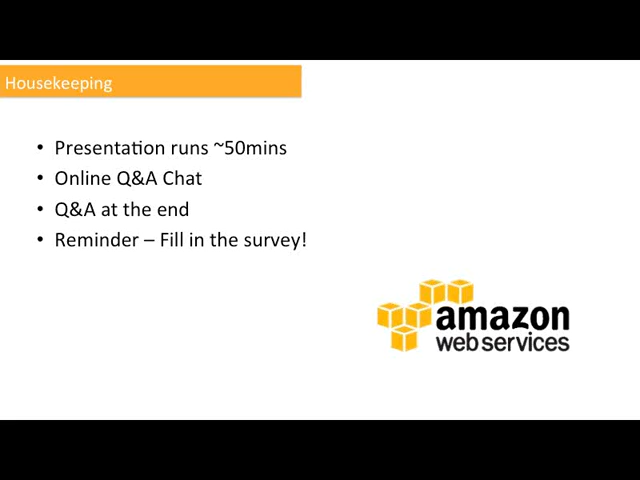 Housekeeping
• Presentation runs ~50mins
• Online Q&A Chat
• Q&A at the end
• Reminder – Fill in the survey!
amazon
web services